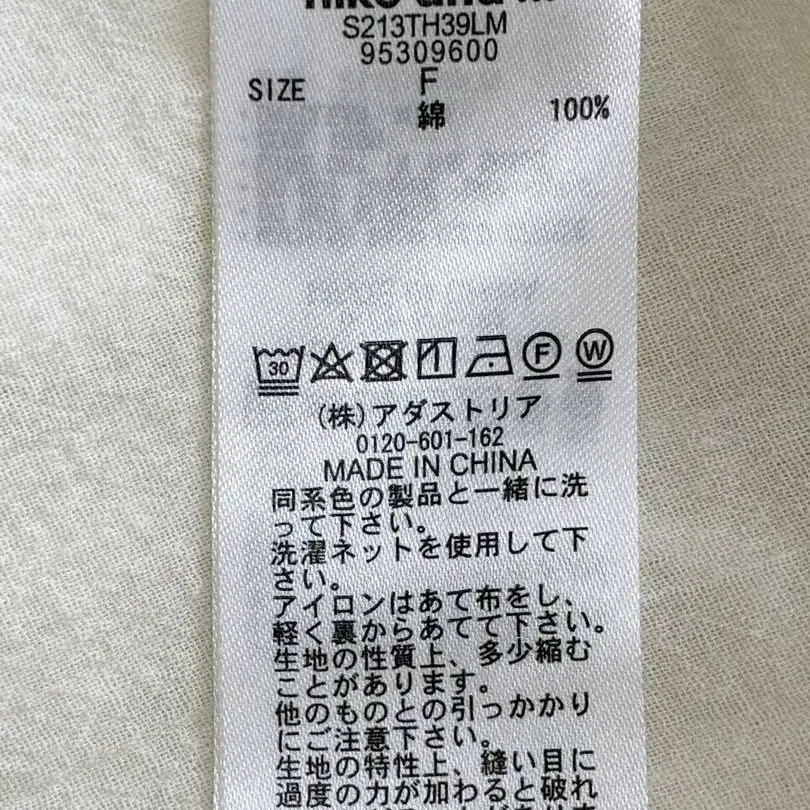 niko and ...
S213TH39LM
95309600
SIZE F
綿 100%
30 F W
(株)アダストリア
0120-601-162
MADE IN CHINA
同系色の製品と一緒に洗
って下さい。
洗濯ネットを使用して下
さい。
アイロンはあて布をし、
軽く裏からあてて下さい。
生地の性質上、多少縮む
ことがあります。
他のものとの引っかかり
にご注意下さい。
生地の特性上、縫い目に
過度の力が加わると破れ